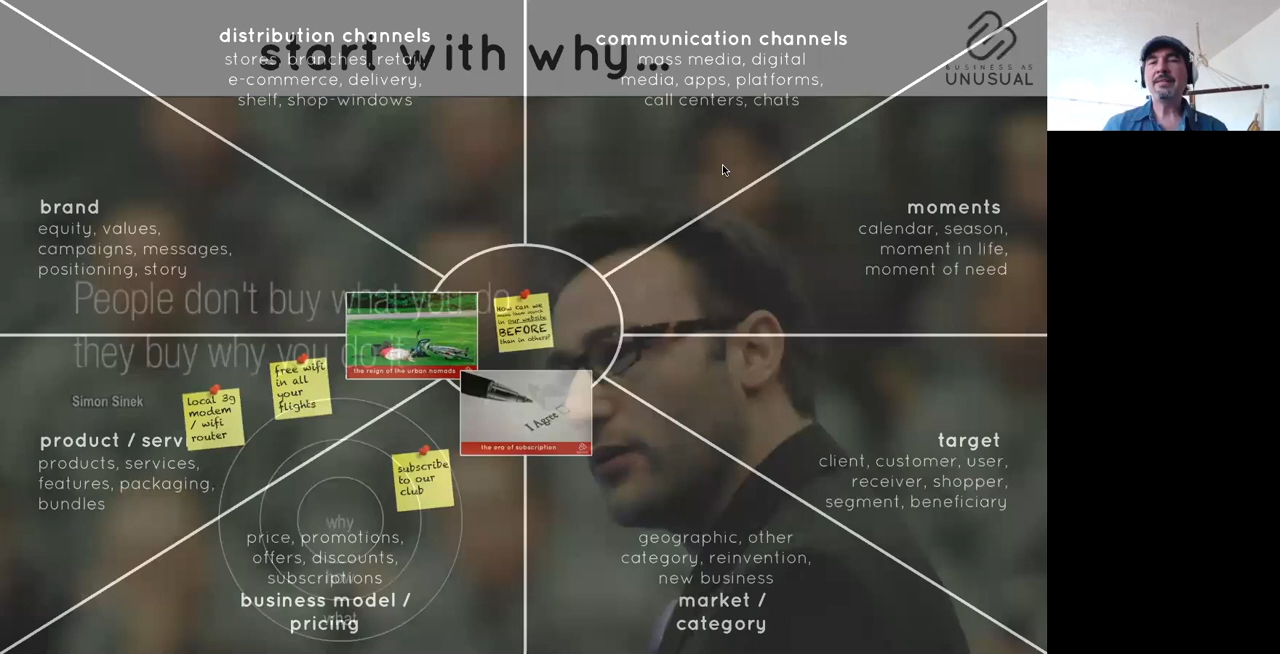 start with why...
distribution channels
stores, branches, retail,
e-commerce, delivery,
shelf, shop-windows
communication channels
mass media, digital
media, apps, platforms,
call centers, chats
BUSINESS AS
UNUSUAL
brand
equity, values,
campaigns, messages,
positioning, story
moments
calendar, season,
moment in life,
moment of need
People don't buy what you do
they buy why you do it
Simon Sinek
the reign of the urban nomads
How can we
in our website
BEFORE
than in others?
I Agree
the era of subscription
free wifi
in all
your
flights
local 3g
modem
/ wifi
router
subscribe
to our
club
product / serv
products, services,
features, packaging,
bundles
target
client, customer, user,
receiver, shopper,
segment, beneficiary
why
what
price, promotions,
offers, discounts,
subscriptions
business model /
pricing
geographic, other
category, reinvention,
new business
market /
category